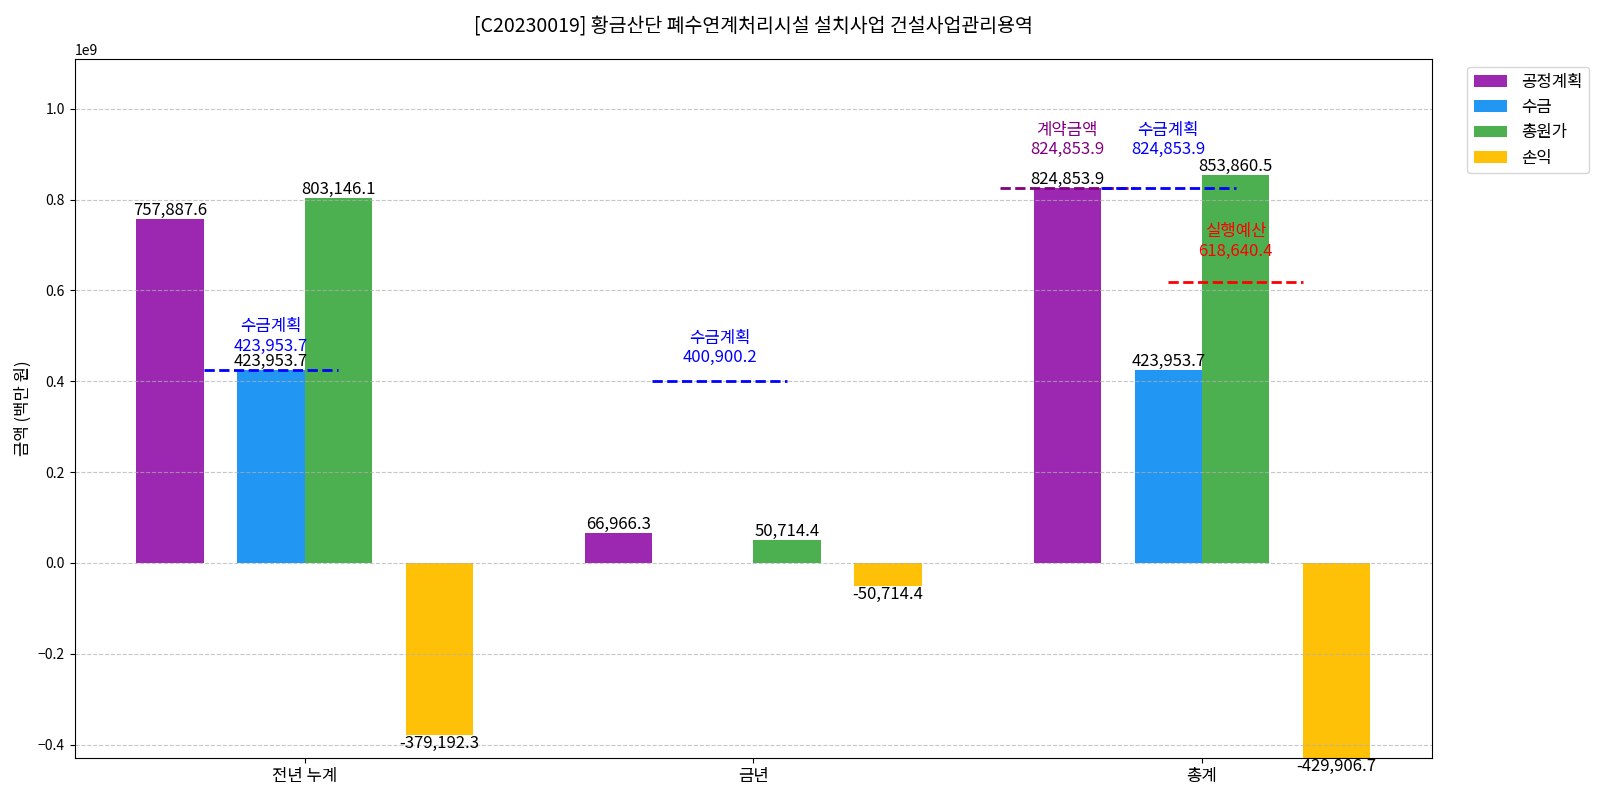 [C20230019] 황금산단 폐수연계처리시설 설치사업 건설사업관리용역
1e9
금액 (백만 원)
1.0
0.8
0.6
0.4
0.2
0.0
−0.2
−0.4
757,887.6
수금계획
423,953.7
423,953.7
803,146.1
-379,192.3
66,966.3
수금계획
400,900.2
50,714.4
-50,714.4
계약금액
824,853.9
824,853.9
수금계획
824,853.9
423,953.7
853,860.5
실행예산
618,640.4
-429,906.7
전년 누계
금년
총계
공정계획
수금
총원가
손익